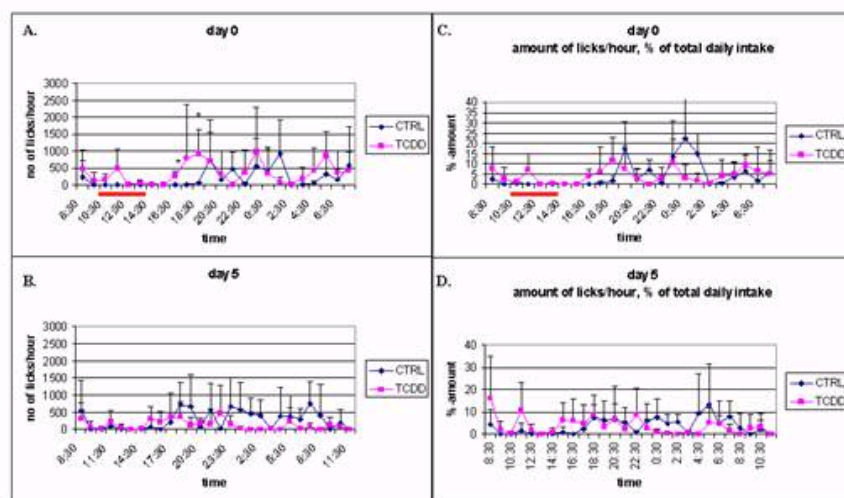 A.
day 0
no of licks/hour
3000
2500
2000
1500
1000
500
0
8:30
10:30
12:30
14:30
16:30
18:30
20:30
22:30
0:30
2:30
4:30
6:30
time
CTRL
TCDD
C.
day 0
amount of licks/hour, % of total daily intake
%-amount
40
35
30
25
20
15
10
5
0
8:30
10:30
12:30
14:30
16:30
18:30
20:30
22:30
0:30
2:30
4:30
6:30
time
CTRL
TCDD
B.
day 5
no of licks/hour
3000
2500
2000
1500
1000
500
0
8:30
11:30
14:30
17:30
20:30
23:30
2:30
5:30
8:30
11:30
time
CTRL
TCDD
D.
day 5
amount of licks/hour, % of total daily intake
%-amount
40
30
20
10
0
8:30
10:30
12:30
14:30
16:30
18:30
20:30
22:30
0:30
2:30
4:30
6:30
8:30
10:30
time
CTRL
TCDD